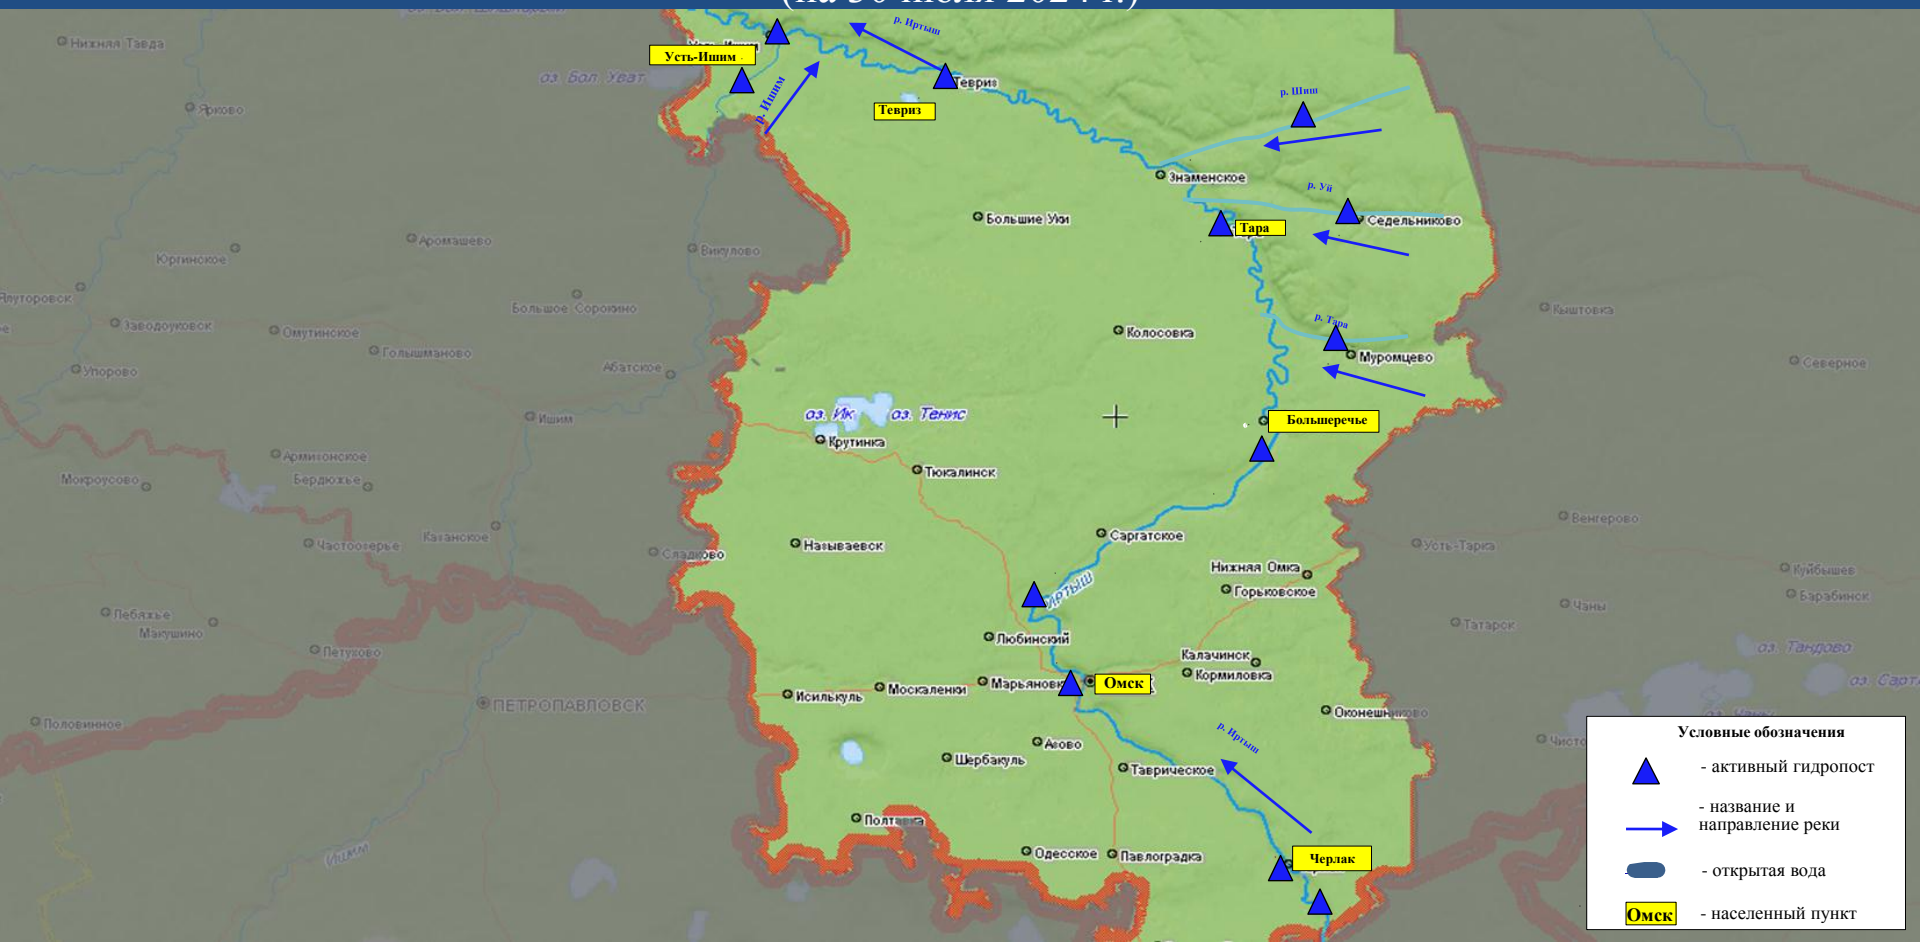 р. Иртыш
Нижняя Тавда
Усть-Ишим
оз. Бол. Уват
Тевриз
Тевриз
р. Ишим
р. Шиш
Ярково
Знаменское
р. Уй
Большие Уки
Седельниково
Тара
Аромашево
Викулово
Юргинское
Ялуторовск
Большое Сорокино
Кыштовка
Заводоуковск
Омутинское
р. Тара
Колосовка
Голышманово
Муромцево
Северное
Упорово
Абатское
оз. Ик
оз. Тенис
Ишим
Большеречье
Крутинка
Армизонское
Тюкалинск
Мокроусово
Бердюжье
Венгерово
Казанское
Саргатское
Частоозерье
Называевск
Сладково
Усть-Тарка
Нижняя Омка
Куйбышев
ИРТЫШ
Горьковское
Барабинск
Чаны
Лебяжье
Макушино
Любинский
Татарск
Петухово
Калачинск
оз. Тандово
Марьяновк
Омск
Кормиловка
Исилькуль
Москаленки
ПЕТРОПАВЛОВСК
Половинное
Оконешниково
р. Иртыш
Азово
Шербакуль
Таврическое
Полтавка
Ишим
Одесское
Павлоградка
Черлак
Условные обозначения
- активный гидропост
- название и
направление реки
- открытая вода
Омск
- населенный пункт